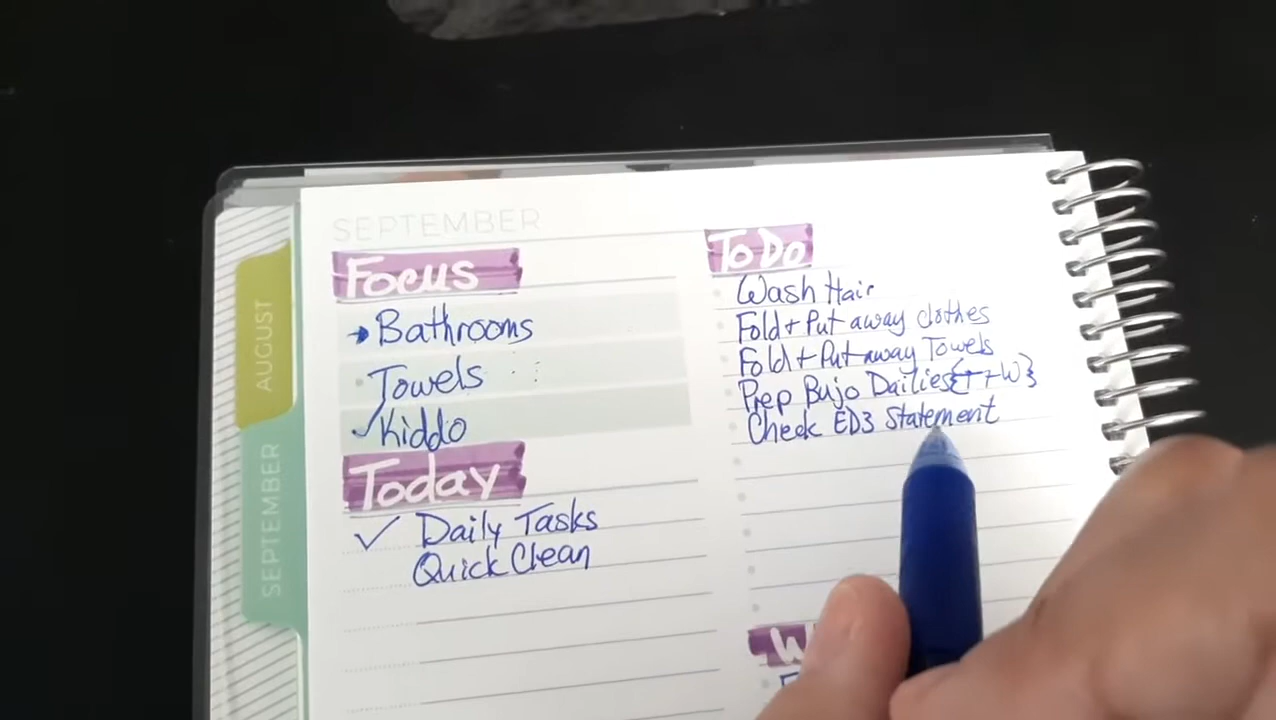 SEPTEMBER
Focus
Bathrooms
Towels
Kiddo
Today
Daily Tasks
Quick Clean
To Do
Wash Hair
Fold + Put away clothes
Fold + Put away Towels
Prep Bujo Dailies {T + W}
Check ED3 Statement
AUGUST
SEPTEMBER